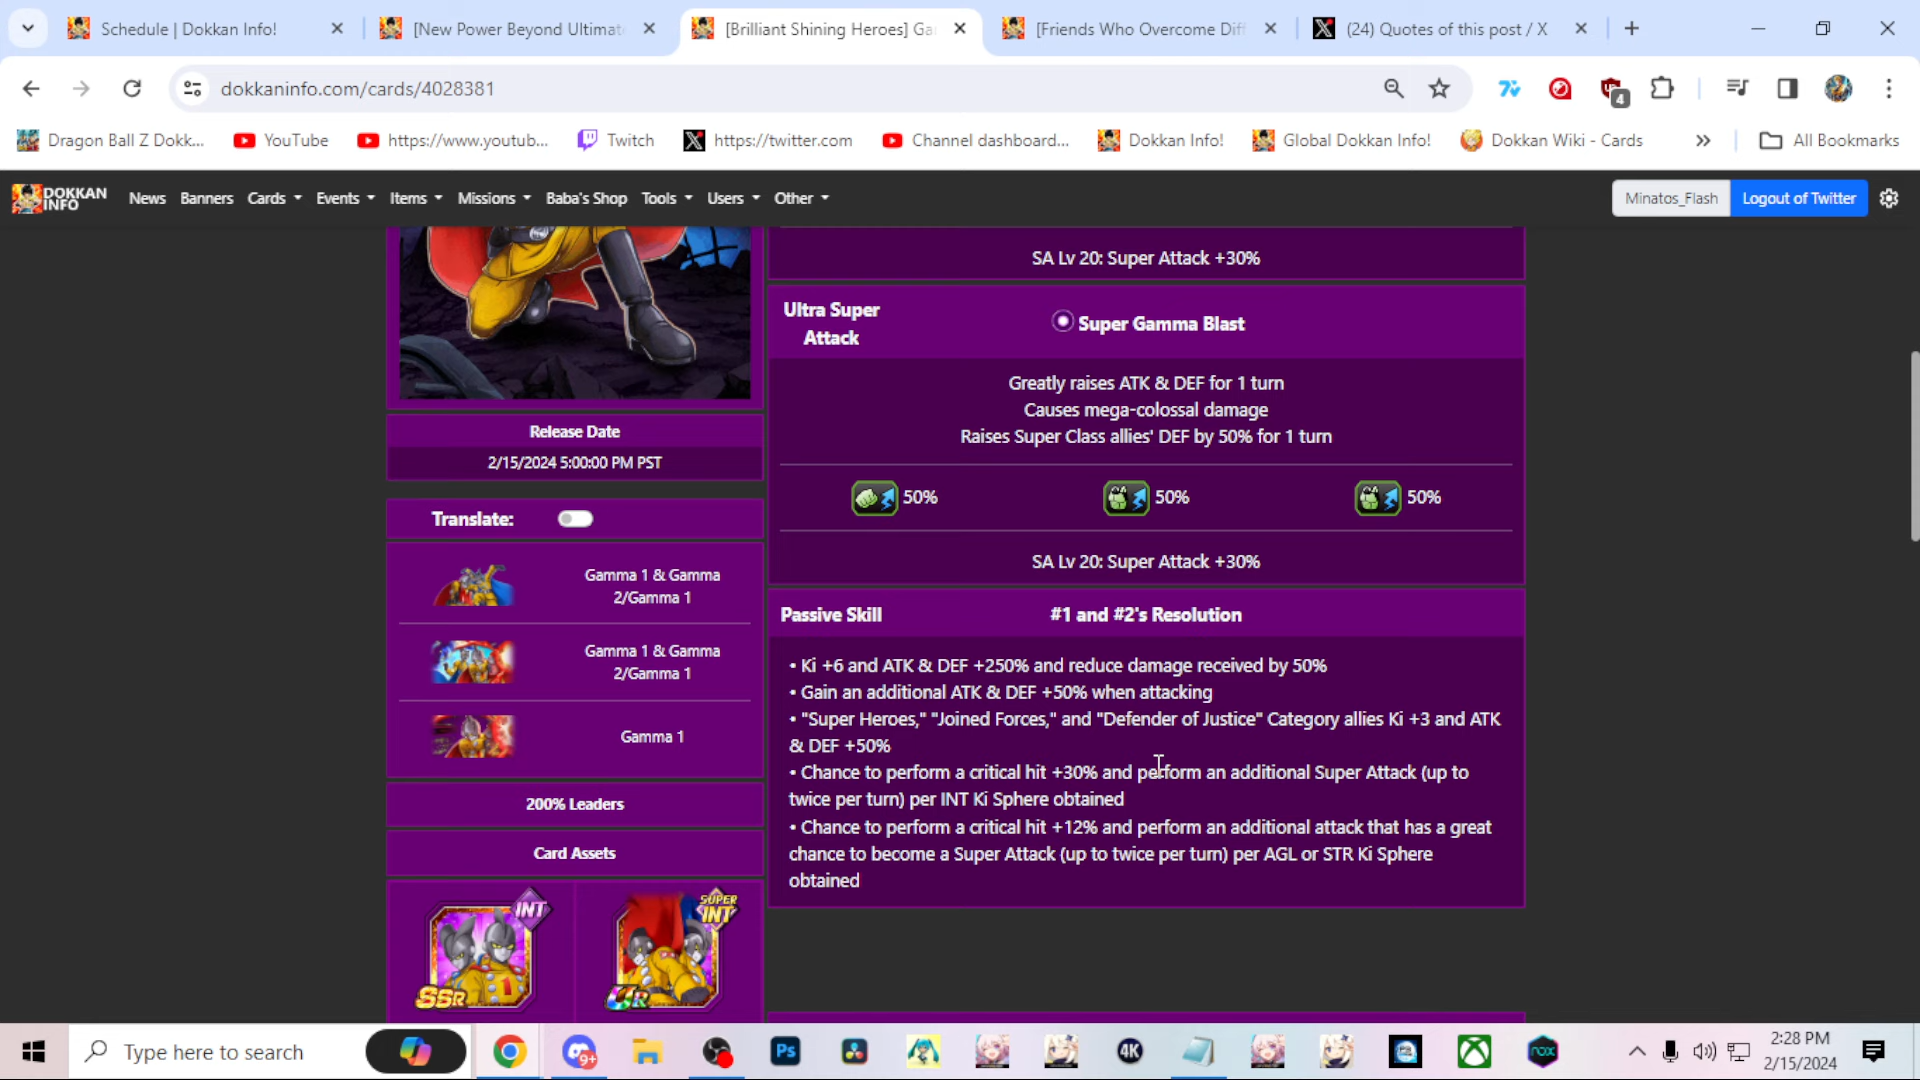 Schedule | Dokkan Info!
[New Power Beyond Ultimat
[Brilliant Shining Heroes] Ga
[Friends Who Overcome Diff
(24) Quotes of this post / X
dokkaninfo.com/cards/4028381
4
Dragon Ball Z Dokk...
YouTube
https://www.youtub...
Twitch
https://twitter.com
Channel dashboard...
Dokkan Info!
Global Dokkan Info!
Dokkan Wiki - Cards
All Bookmarks
DOKKAN INFO
News
Banners
Cards
Events
Items
Missions
Baba's Shop
Tools
Users
Other
Minatos_Flash
Logout of Twitter
SA Lv 20: Super Attack +30%
Ultra Super
Attack
Super Gamma Blast
Greatly raises ATK & DEF for 1 turn
Causes mega-colossal damage
Raises Super Class allies' DEF by 50% for 1 turn
50%
50%
50%
SA Lv 20: Super Attack +30%
Passive Skill
#1 and #2's Resolution
• Ki +6 and ATK & DEF +250% and reduce damage received by 50%
• Gain an additional ATK & DEF +50% when attacking
• "Super Heroes," "Joined Forces," and "Defender of Justice" Category allies Ki +3 and ATK
& DEF +50%
• Chance to perform a critical hit +30% and perform an additional Super Attack (up to
twice per turn) per INT Ki Sphere obtained
• Chance to perform a critical hit +12% and perform an additional attack that has a great
chance to become a Super Attack (up to twice per turn) per AGL or STR Ki Sphere
obtained
Release Date
2/15/2024 5:00:00 PM PST
Translate:
Gamma 1 & Gamma
2/Gamma 1
Gamma 1 & Gamma
2/Gamma 1
Gamma 1
200% Leaders
Card Assets
INT
SSR
SUPER
INT
UR
Type here to search
9+
Ps
4K
nox
2:28 PM
2/15/2024